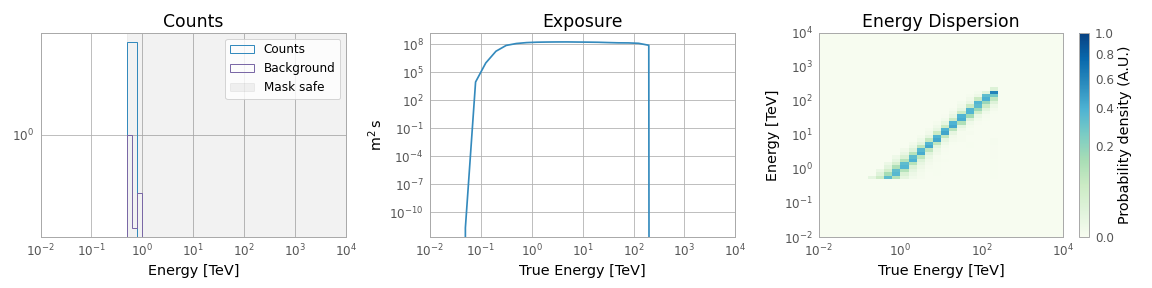 Counts
Counts
Background
Mask safe
10^0
10^-2 10^-1 10^0 10^1 10^2 10^3 10^4
Energy [TeV]
Exposure
m^2 s
10^8
10^5
10^2
10^-1
10^-4
10^-7
10^-10
10^-2 10^-1 10^0 10^1 10^2 10^3 10^4
True Energy [TeV]
Energy Dispersion
Energy [TeV]
10^4
10^3
10^2
10^1
10^0
10^-1
10^-2
10^-2 10^0 10^2 10^4
True Energy [TeV]
1.0
0.8
0.6
0.4
0.2
0.0
Probability density (A.U.)